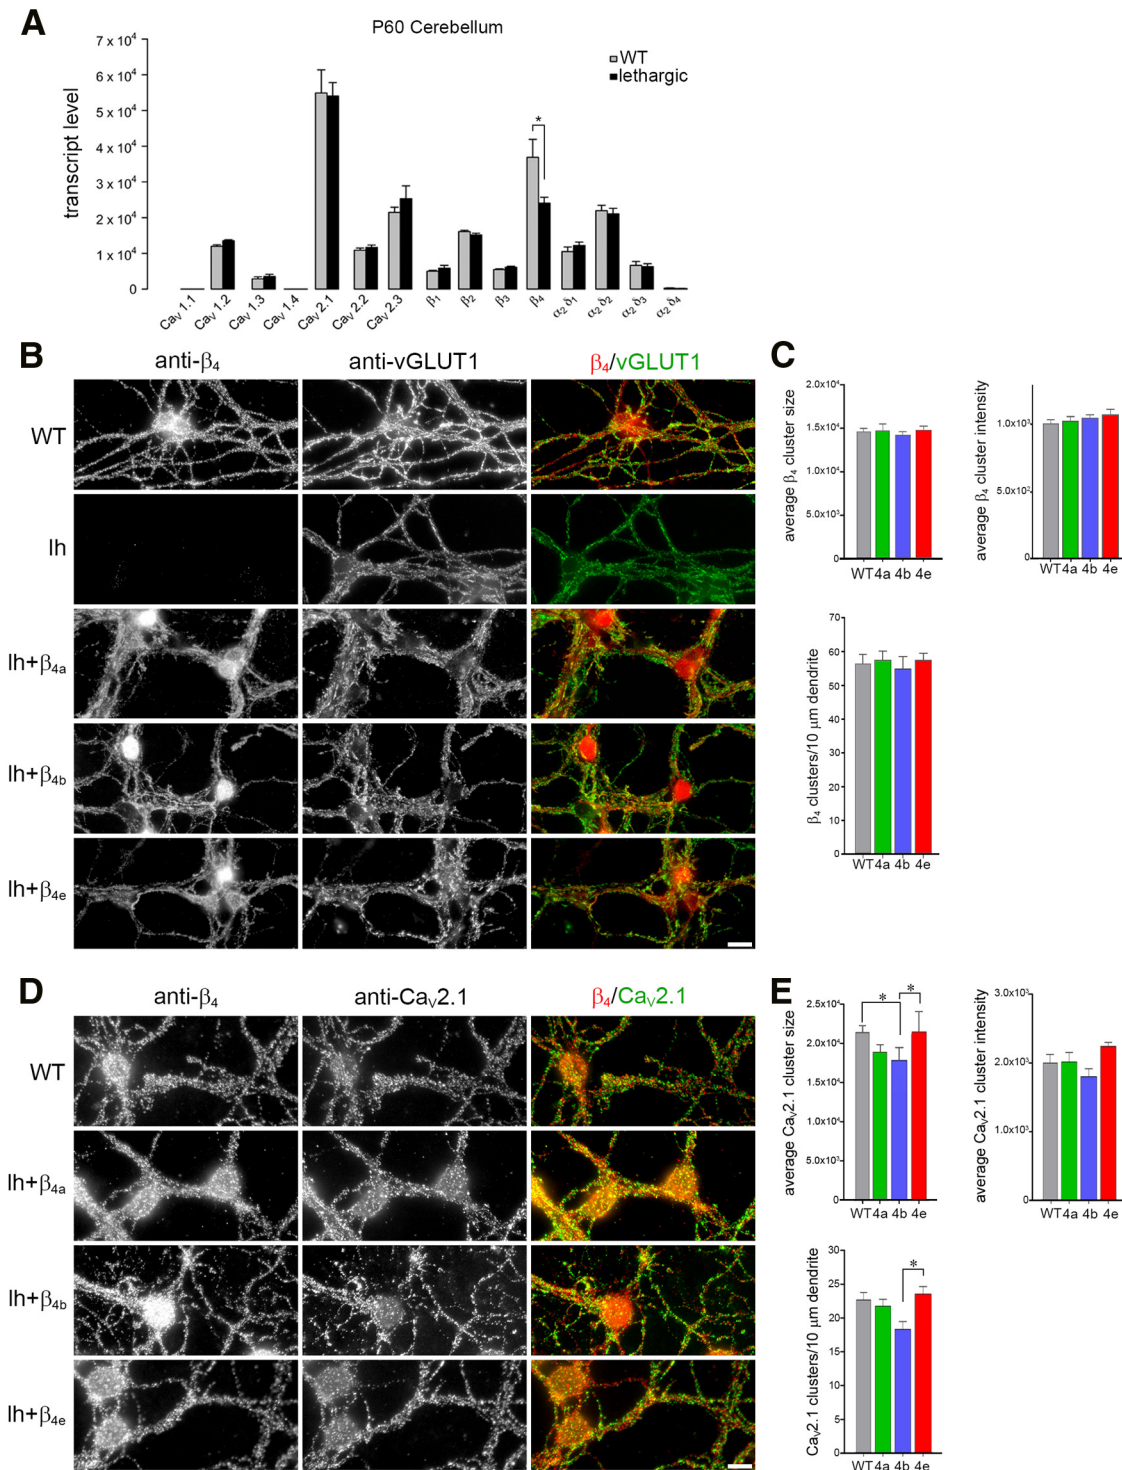 A
P60 Cerebellum
WT
lethargic
transcript level
7 x 10⁴
6 x 10⁴
5 x 10⁴
4 x 10⁴
3 x 10⁴
2 x 10⁴
1 x 10⁴
0
*
Caᵥ 1.1
Caᵥ 1.2
Caᵥ 1.3
Caᵥ 1.4
Caᵥ 2.1
Caᵥ 2.2
Caᵥ 2.3
β₁
β₂
β₃
β₄
α₂ δ₁
α₂ δ₂
α₂ δ₃
α₂ δ₄
B
anti-β₄
anti-vGLUT1
β₄/vGLUT1
WT
lh
lh+β₄ₐ
lh+β₄b
lh+β₄ₑ
C
average β₄ cluster size
2.0x10⁴
1.5x10⁴
1.0x10⁴
5.0x10³
0
WT 4a 4b 4e
average β₄ cluster intensity
1.0x10³
5.0x10²
0
WT 4a 4b 4e
β₄ clusters/10 μm dendrite
70
60
50
40
30
20
10
0
WT 4a 4b 4e
D
anti-β₄
anti-Caᵥ2.1
β₄/Caᵥ2.1
WT
lh+β₄ₐ
lh+β₄b
lh+β₄ₑ
E
average Caᵥ2.1 cluster size
2.5x10⁴
2.0x10⁴
1.5x10⁴
1.0x10⁴
5.0x10³
0
* *
WT 4a 4b 4e
average Caᵥ2.1 cluster intensity
3.0x10³
2.0x10³
1.0x10³
0
WT 4a 4b 4e
Caᵥ2.1 clusters/10 μm dendrite
30
25
20
15
10
5
0
*
WT 4a 4b 4e